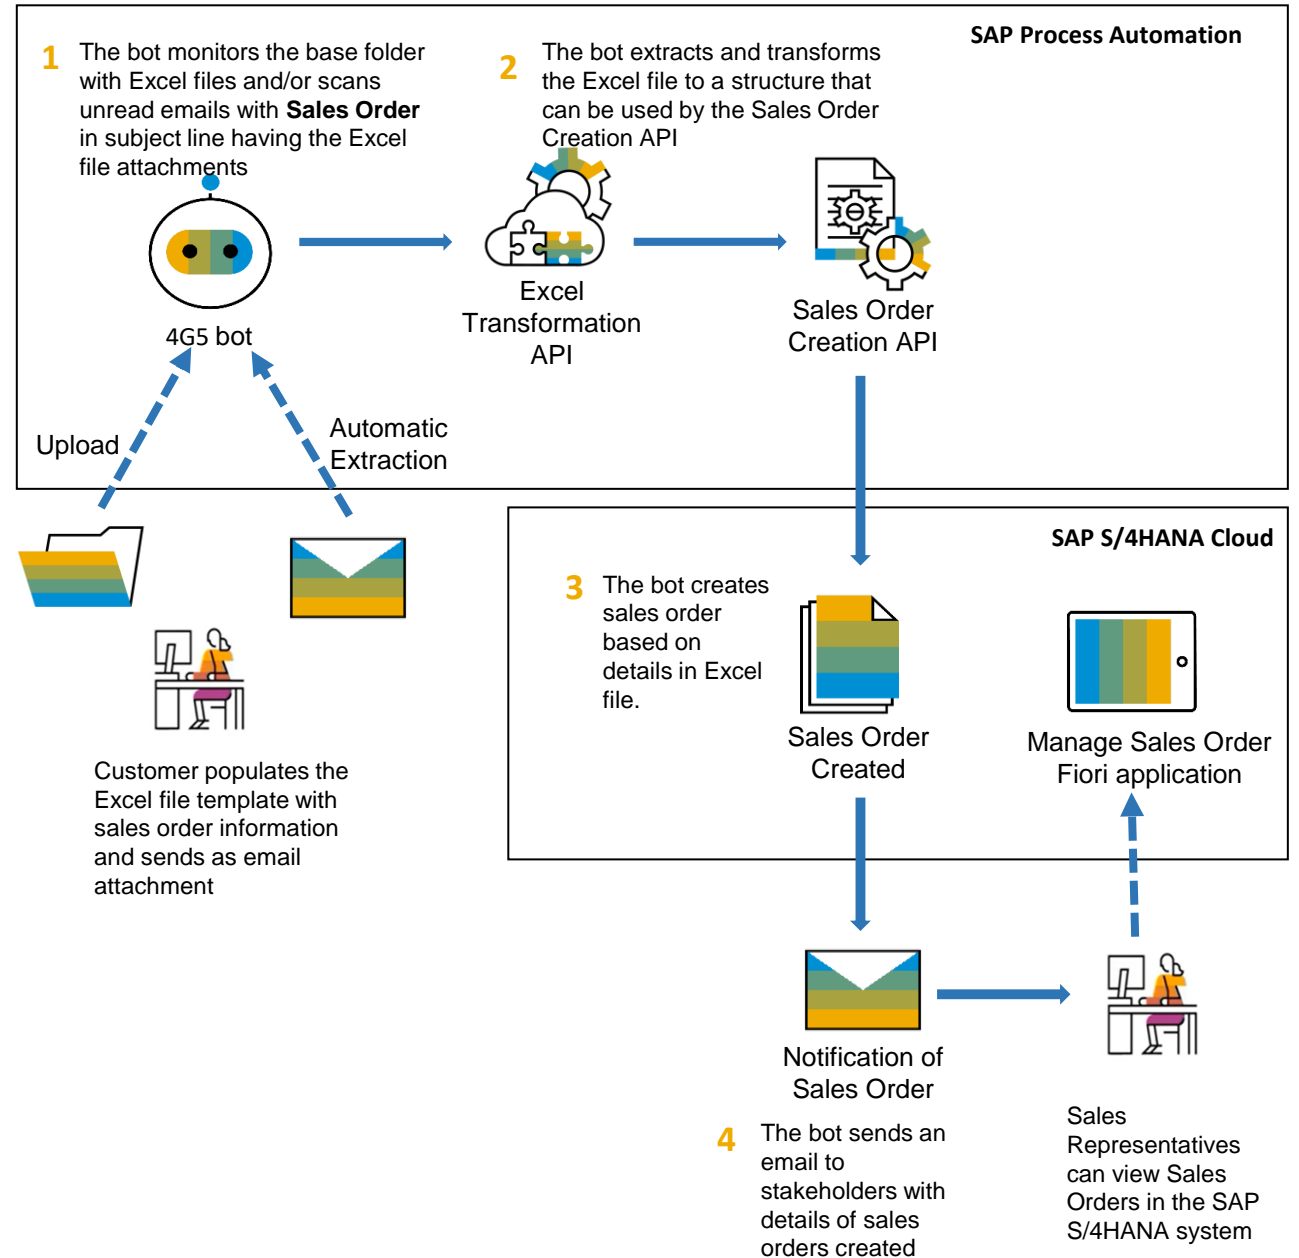 SAP Process Automation
1
The bot monitors the base folder
with Excel files and/or scans
unread emails with Sales Order
in subject line having the Excel
file attachments
2
The bot extracts and transforms
the Excel file to a structure that
can be used by the Sales Order
Creation API
4G5 bot
Excel
Transformation
API
Sales Order
Creation API
Upload
Automatic
Extraction
SAP S/4HANA Cloud
3
The bot creates
sales order
based on
details in Excel
file.
Sales Order
Created
Manage Sales Order
Fiori application
Customer populates the
Excel file template with
sales order information
and sends as email
attachment
Notification of
Sales Order
4
The bot sends an
email to
stakeholders with
details of sales
orders created
Sales
Representatives
can view Sales
Orders in the SAP
S/4HANA system